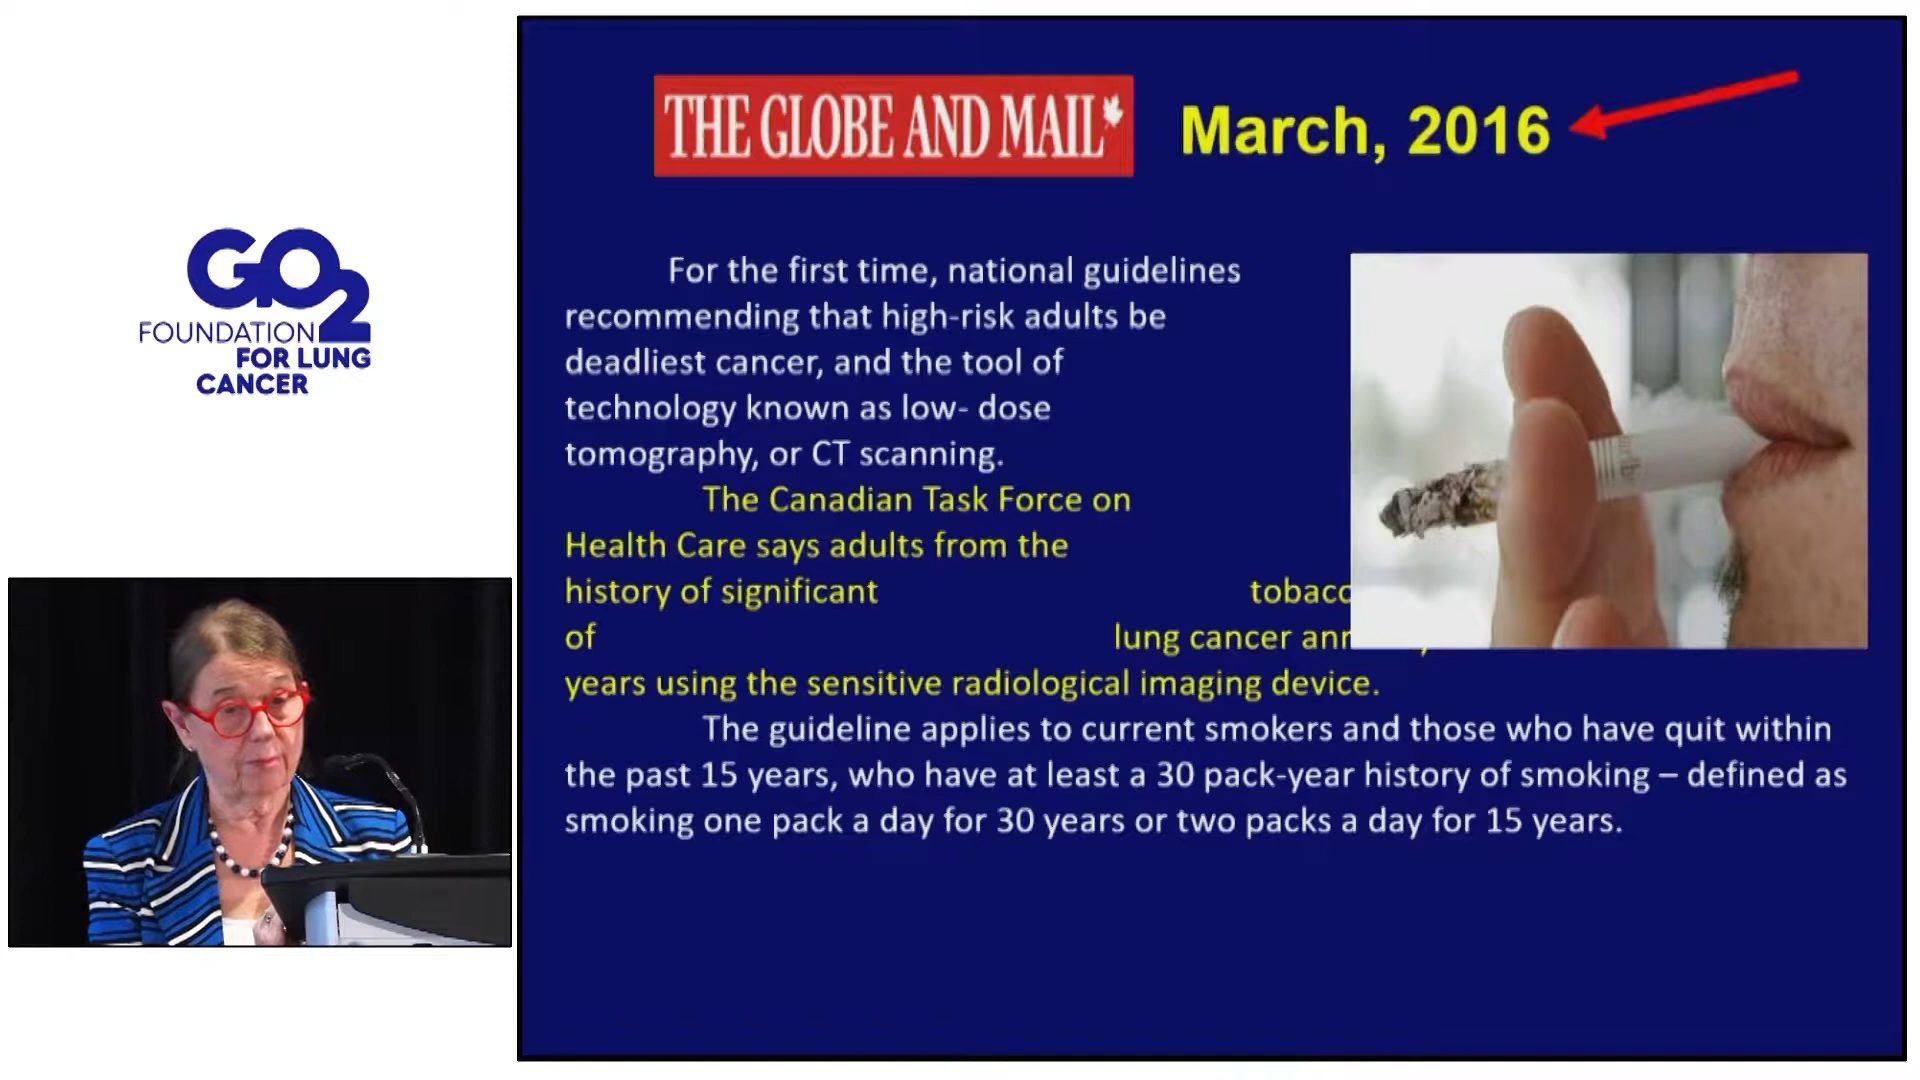 GO2
FOUNDATION
FOR LUNG
CANCER
THE GLOBE AND MAIL
March, 2016
For the first time, national guidelines
recommending that high-risk adults be
deadliest cancer, and the tool of
technology known as low- dose
tomography, or CT scanning.
The Canadian Task Force on
Health Care says adults from the
history of significant
of lung cancer
years using the sensitive radiological imaging device.
The guideline applies to current smokers and those who have quit within
the past 15 years, who have at least a 30 pack-year history of smoking – defined as
smoking one pack a day for 30 years or two packs a day for 15 years.